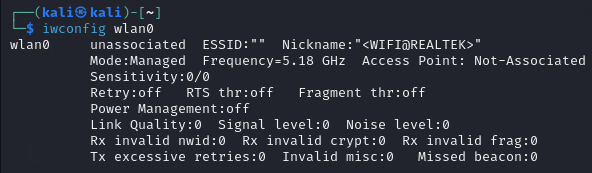 ┌──(kali㉿kali)-[~]
└─$ iwconfig wlan0
wlan0     unassociated  ESSID:""  Nickname:"<WIFI@REALTEK>"
          Mode:Managed  Frequency=5.18 GHz  Access Point: Not-Associated
          Sensitivity:0/0
          Retry:off   RTS thr:off   Fragment thr:off
          Power Management:off
          Link Quality:0  Signal level:0  Noise level:0
          Rx invalid nwid:0  Rx invalid crypt:0  Rx invalid frag:0
          Tx excessive retries:0  Invalid misc:0   Missed beacon:0